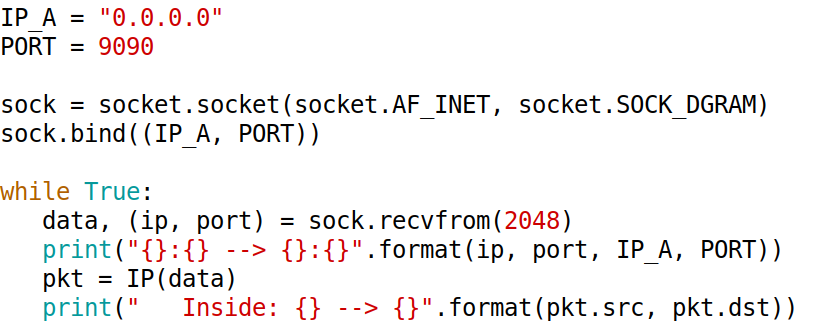 IP_A = "0.0.0.0"
PORT = 9090

sock = socket.socket(socket.AF_INET, socket.SOCK_DGRAM)
sock.bind((IP_A, PORT))

while True:
   data, (ip, port) = sock.recvfrom(2048)
   print("{}:{} --> {}:{}".format(ip, port, IP_A, PORT))
   pkt = IP(data)
   print("   Inside: {} --> {}".format(pkt.src, pkt.dst))